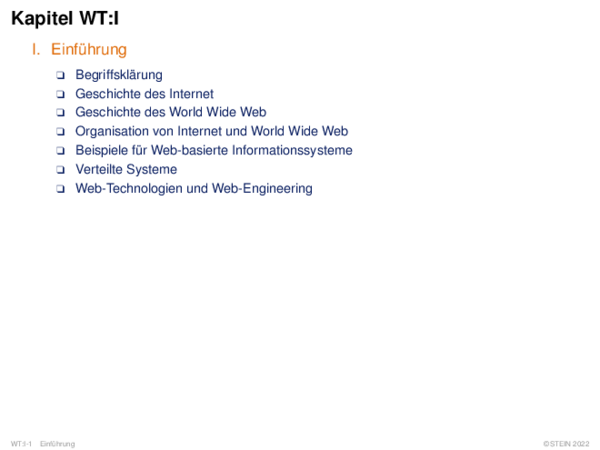 Kapitel WT:I
I. Einführung
❑ Begriffsklärung
❑ Geschichte des Internet
❑ Geschichte des World Wide Web
❑ Organisation von Internet und World Wide Web
❑ Beispiele für Web-basierte Informationssysteme
❑ Verteilte Systeme
❑ Web-Technologien und Web-Engineering
WT:I-1 Einführung ©STEIN 2022